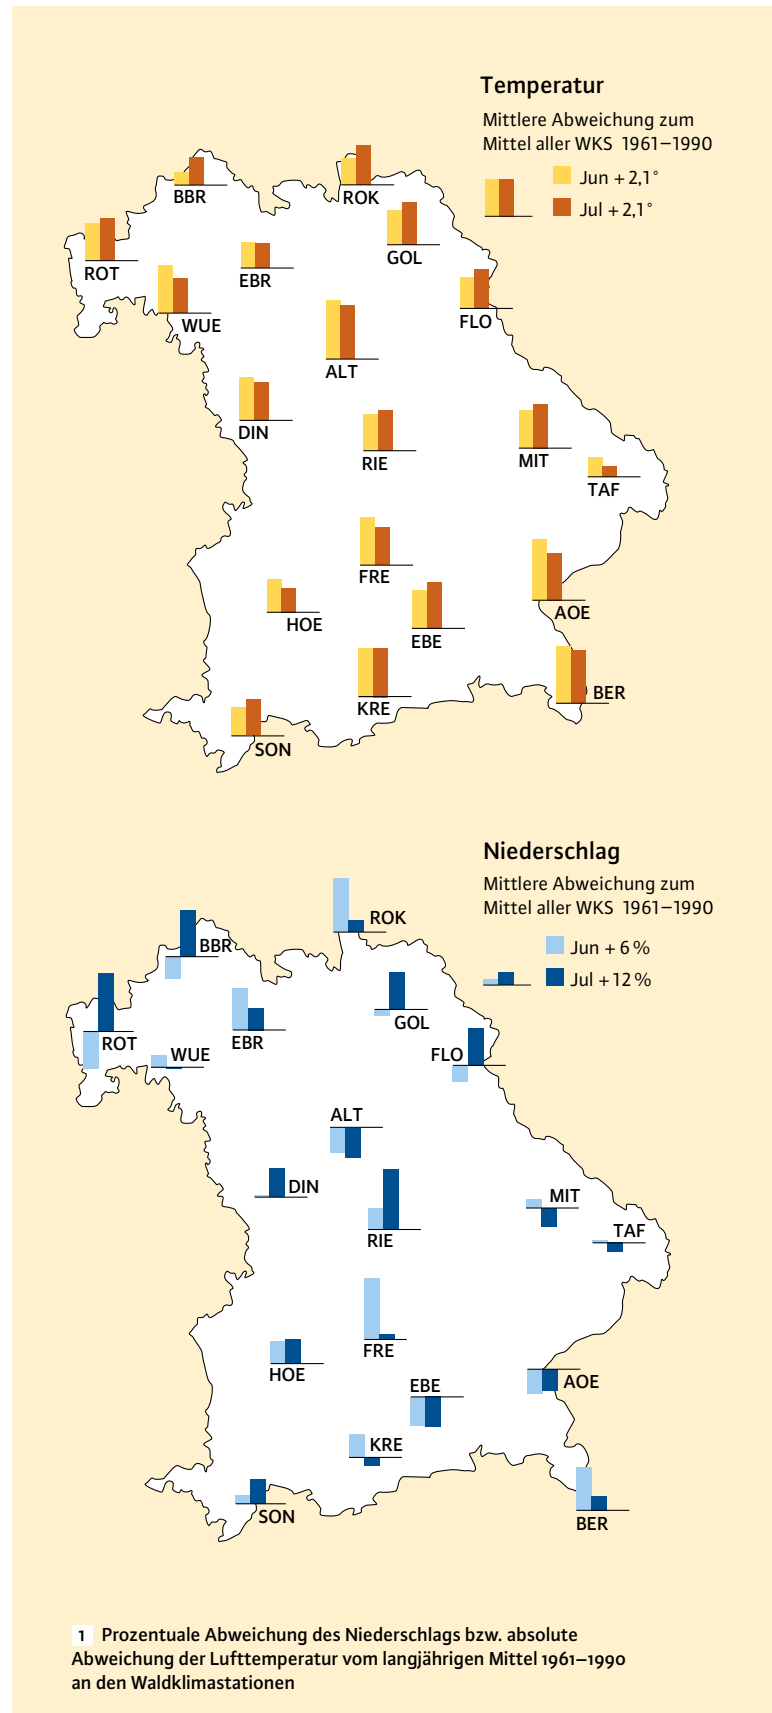 Temperatur
Mittlere Abweichung zum
Mittel aller WKS 1961–1990
Jun + 2,1°
Jul + 2,1°
BBR
ROK
ROT
EBR
GOL
WUE
FLO
ALT
DIN
RIE
MIT
TAF
FRE
HOE
AOE
EBE
KRE
BER
SON
Niederschlag
Mittlere Abweichung zum
Mittel aller WKS 1961–1990
Jun + 6 %
Jul + 12 %
ROK
BBR
GOL
ROT
EBR
WUE
FLO
ALT
DIN
MIT
RIE
TAF
FRE
HOE
EBE
AOE
KRE
SON
BER
1 Prozentuale Abweichung des Niederschlags bzw. absolute
Abweichung der Lufttemperatur vom langjährigen Mittel 1961–1990
an den Waldklimastationen